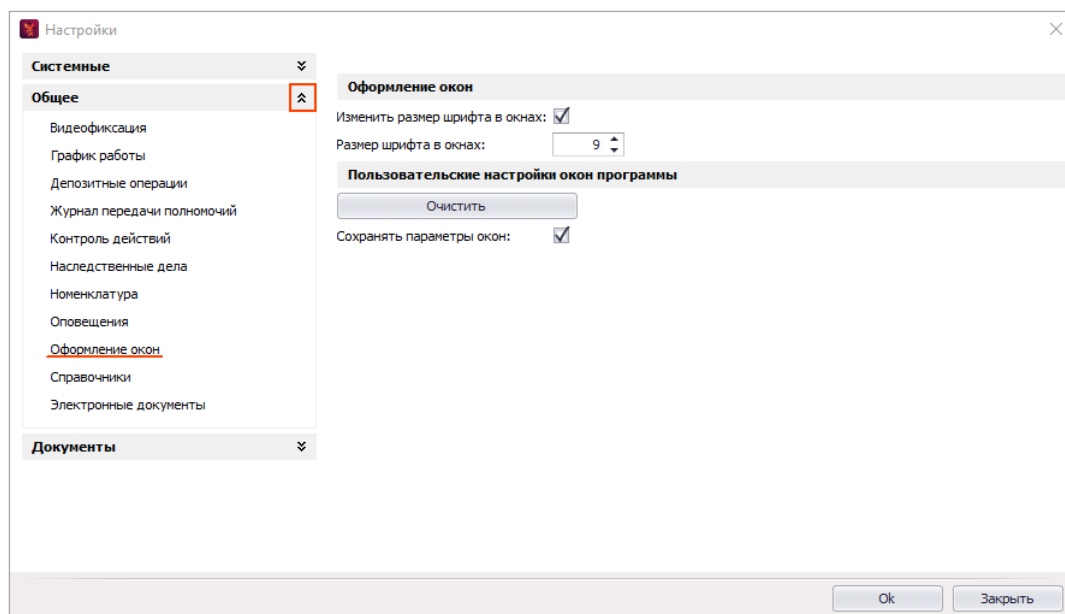 Настройки
Системные
Общее
Видеофиксация
График работы
Депозитные операции
Журнал передачи полномочий
Контроль действий
Наследственные дела
Номенклатура
Оповещения
Оформление окон
Справочники
Электронные документы
Документы
Оформление окон
Изменить размер шрифта в окнах:
Размер шрифта в окнах: 9
Пользовательские настройки окон программы
Очистить
Сохранять параметры окон:
Ok Закрыть